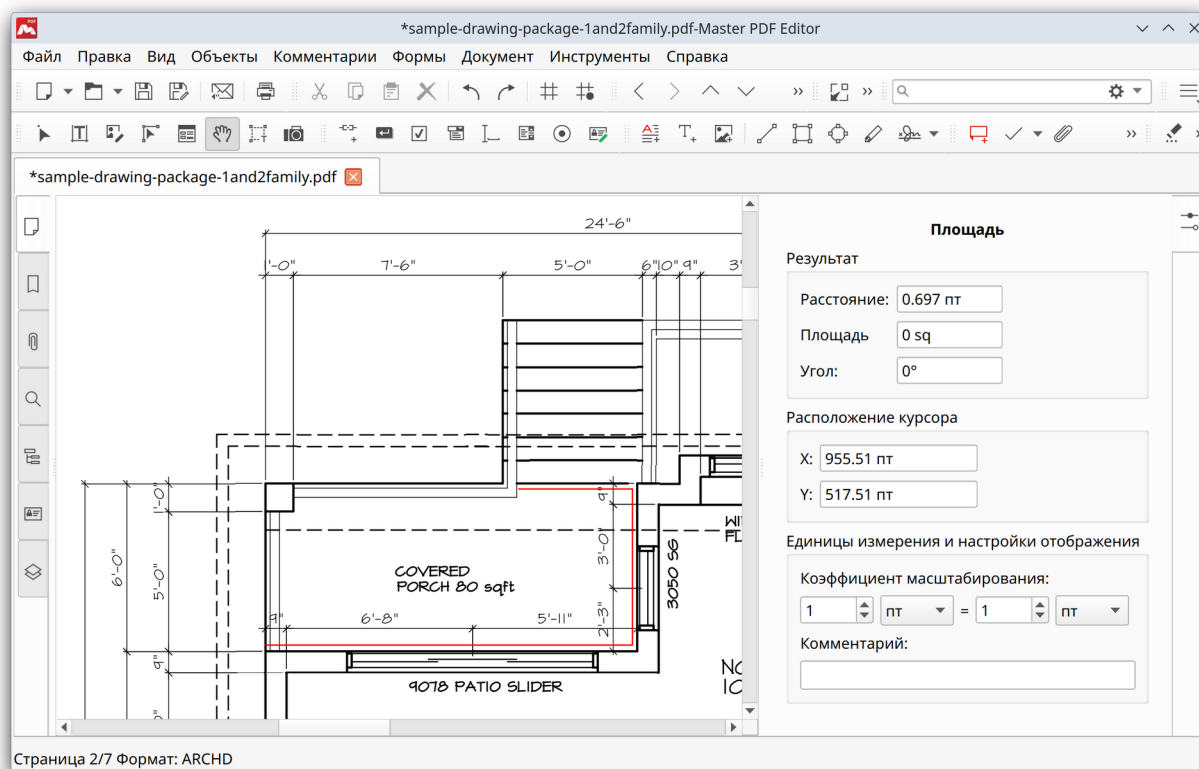 PDF
*sample-drawing-package-1and2family.pdf-Master PDF Editor
Файл Правка Вид Объекты Комментарии Формы Документ Инструменты Справка
*sample-drawing-package-1and2family.pdf
24'-6"
1'-0" 7'-6" 5'-0" 6" 10" 9" 3'
1'-0"
6'-0"
5'-0"
9"
3'-0"
2'-3"
9"
COVERED
PORCH 80 sqft
9" 6'-8" 5'-11"
3050 SG
9078 PATIO SLIDER
Площадь
Результат
Расстояние: 0.697 пт
Площадь 0 sq
Угол: 0°
Расположение курсора
X: 955.51 пт
Y: 517.51 пт
Единицы измерения и настройки отображения
Коэффициент масштабирования:
1 пт = 1 пт
Комментарий:
Страница 2/7 Формат: ARCHD